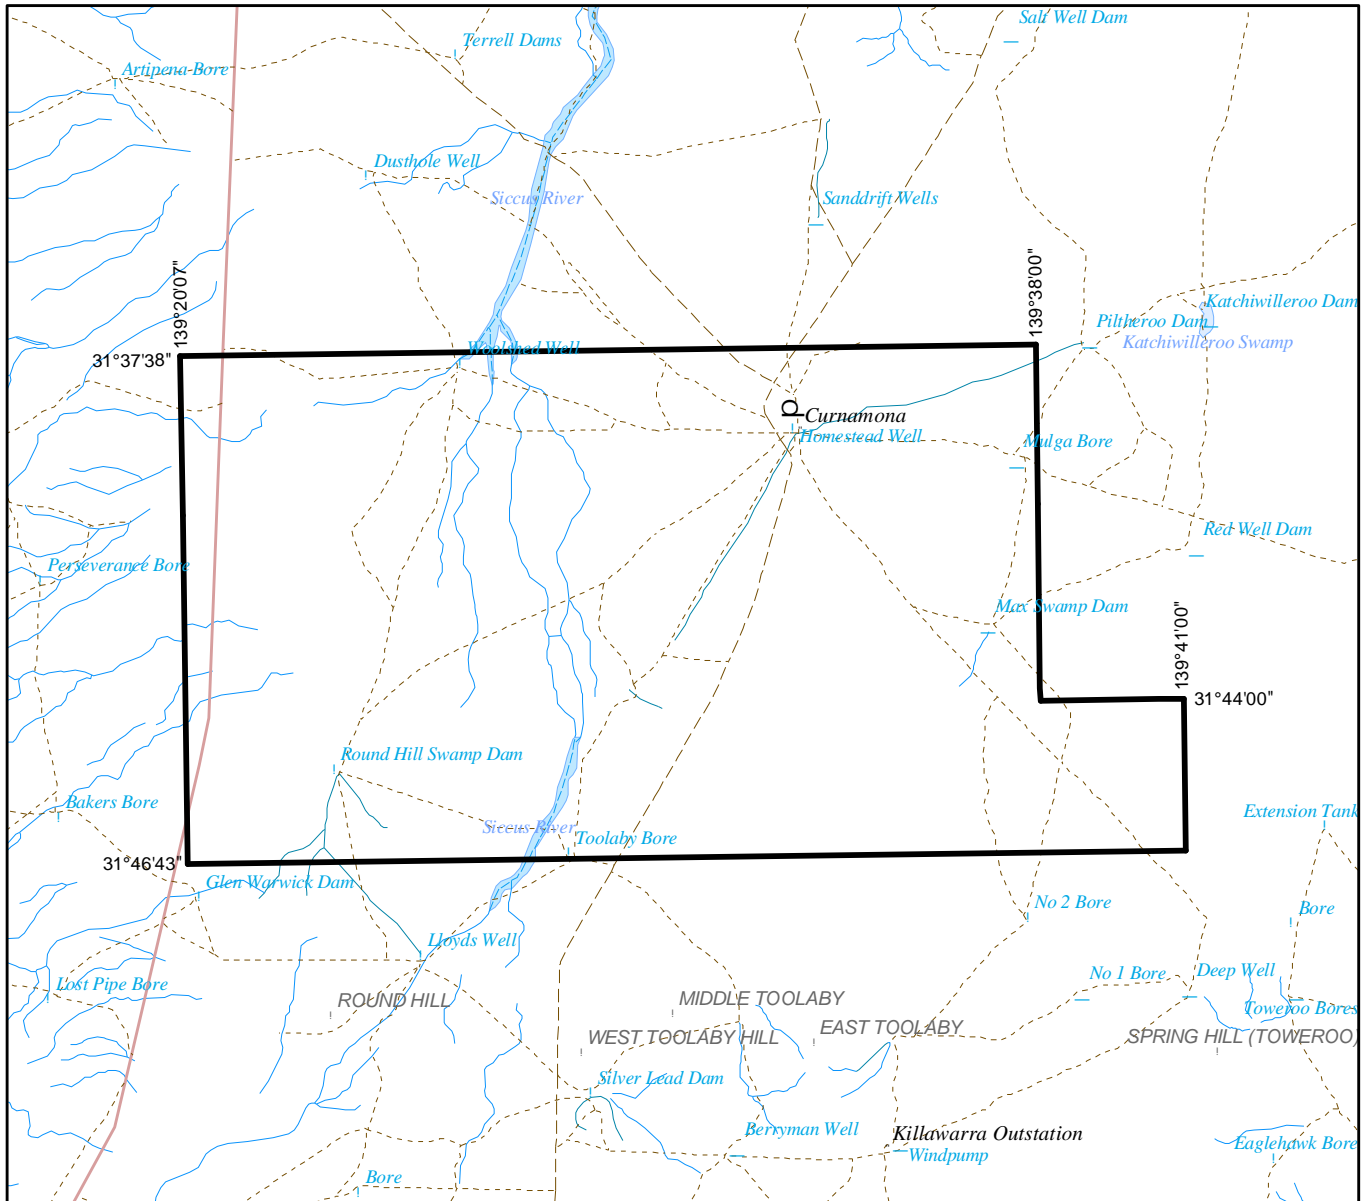 Salt Well Dam
Terrell Dams
Artipena Bore
Dusthole Well
Siccus River
Sanddrift Wells
139°20'07"
139°38'00"
Katchiwilleroo Dam
Piltheroo Dam
Katchiwilleroo Swamp
Woolshed Well
31°37'38"
p
Curnamona
Homestead Well
Mulga Bore
Red Well Dam
Perseverance Bore
Max Swamp Dam
139°41'00"
31°44'00"
Round Hill Swamp Dam
Bakers Bore
Extension Tank
Siccus River
Toolaby Bore
31°46'43"
Glen Warwick Dam
No 2 Bore
Bore
Lloyds Well
No 1 Bore
Deep Well
Lost Pipe Bore
ROUND HILL
MIDDLE TOOLABY
Toweroo Bores
EAST TOOLABY
WEST TOOLABY HILL
SPRING HILL (TOWEROO)
Silver Lead Dam
Berryman Well
Killawarra Outstation
Eaglehawk Bore
Windpump
Bore